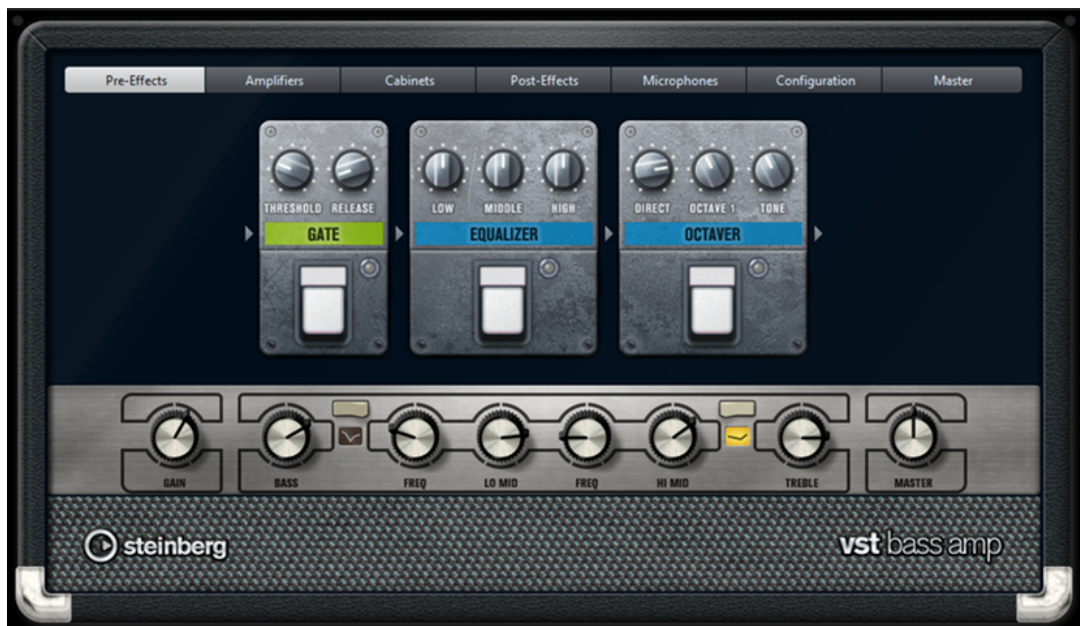 Pre-Effects Amplifiers Cabinets Post-Effects Microphones Configuration Master
THRESHOLD RELEASE LOW MIDDLE HIGH DIRECT OCTAVE 1 TONE
GATE EQUALIZER OCTAVER
GAIN BASS FREQ LO MID FREQ HI MID TREBLE MASTER
steinberg vst bass amp